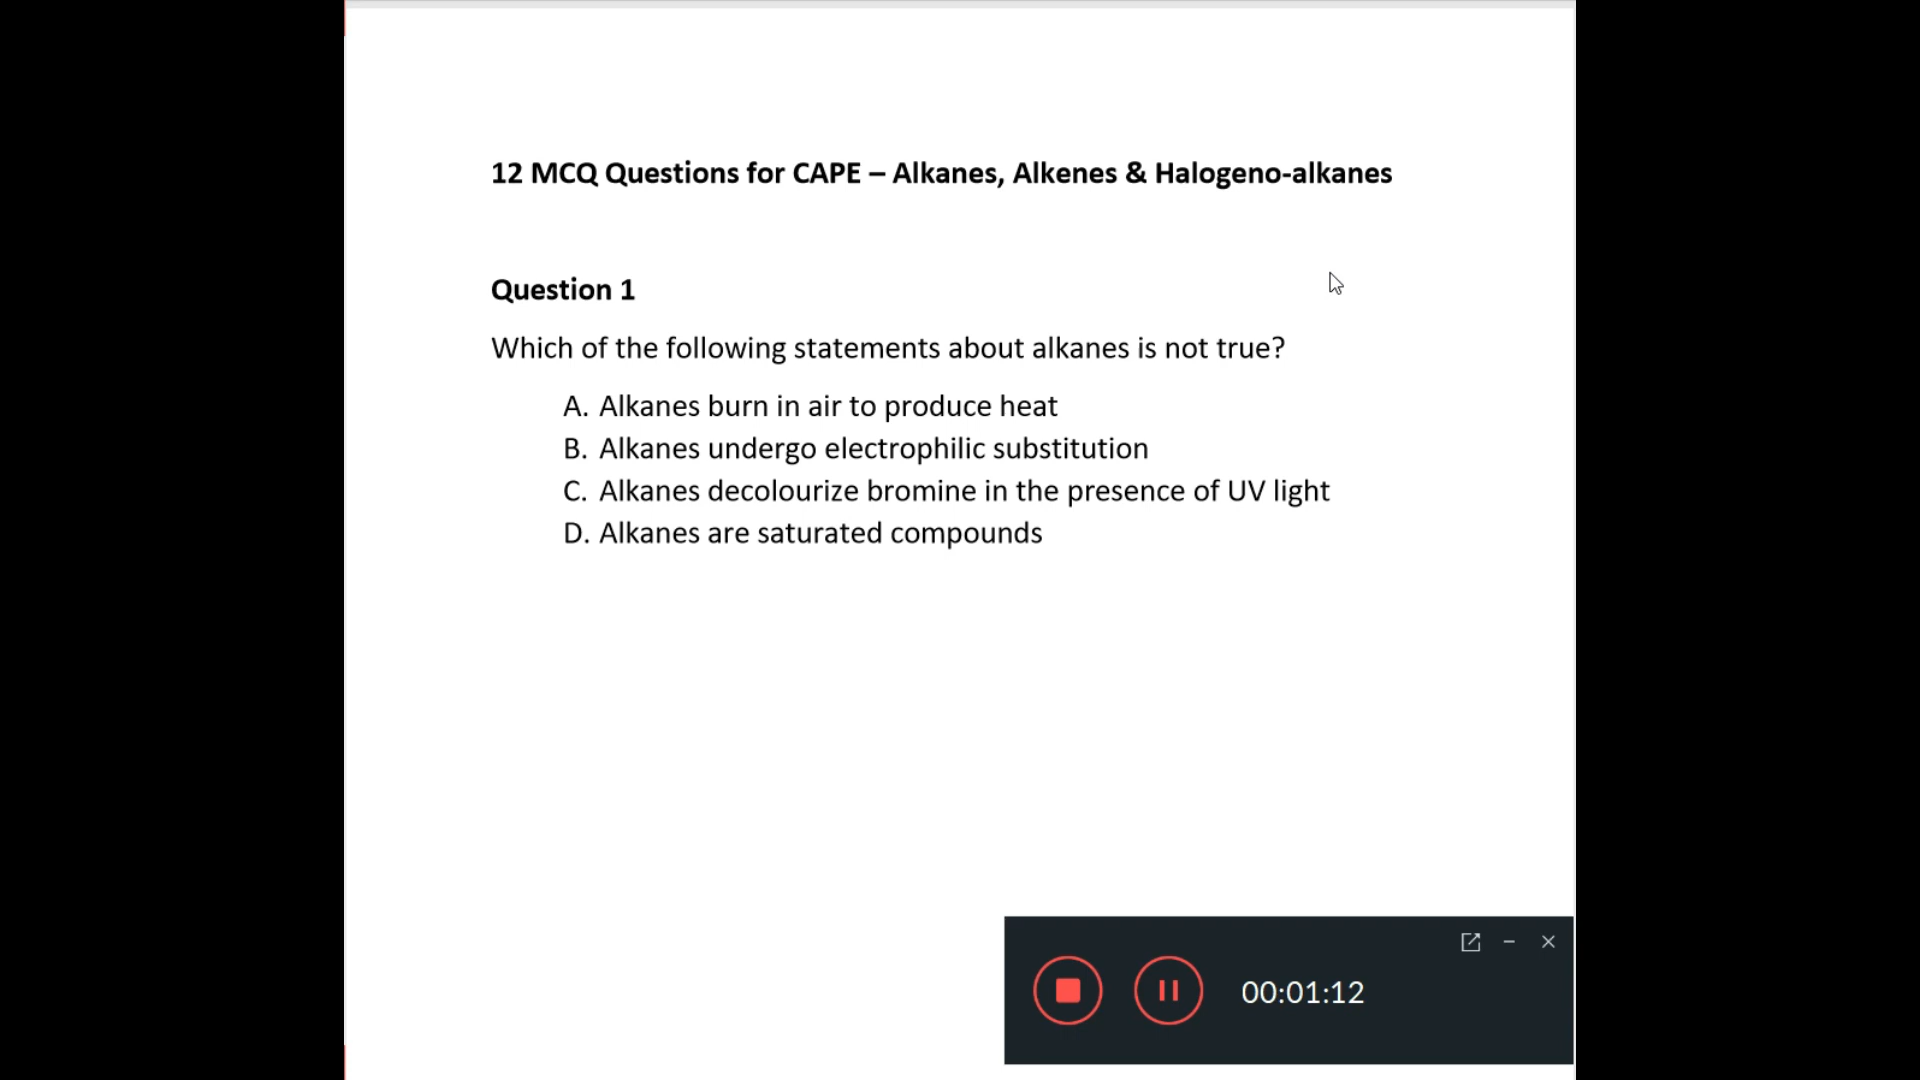 12 MCQ Questions for CAPE – Alkanes, Alkenes & Halogeno-alkanes
Question 1
Which of the following statements about alkanes is not true?
A. Alkanes burn in air to produce heat
B. Alkanes undergo electrophilic substitution
C. Alkanes decolourize bromine in the presence of UV light
D. Alkanes are saturated compounds
00:01:12